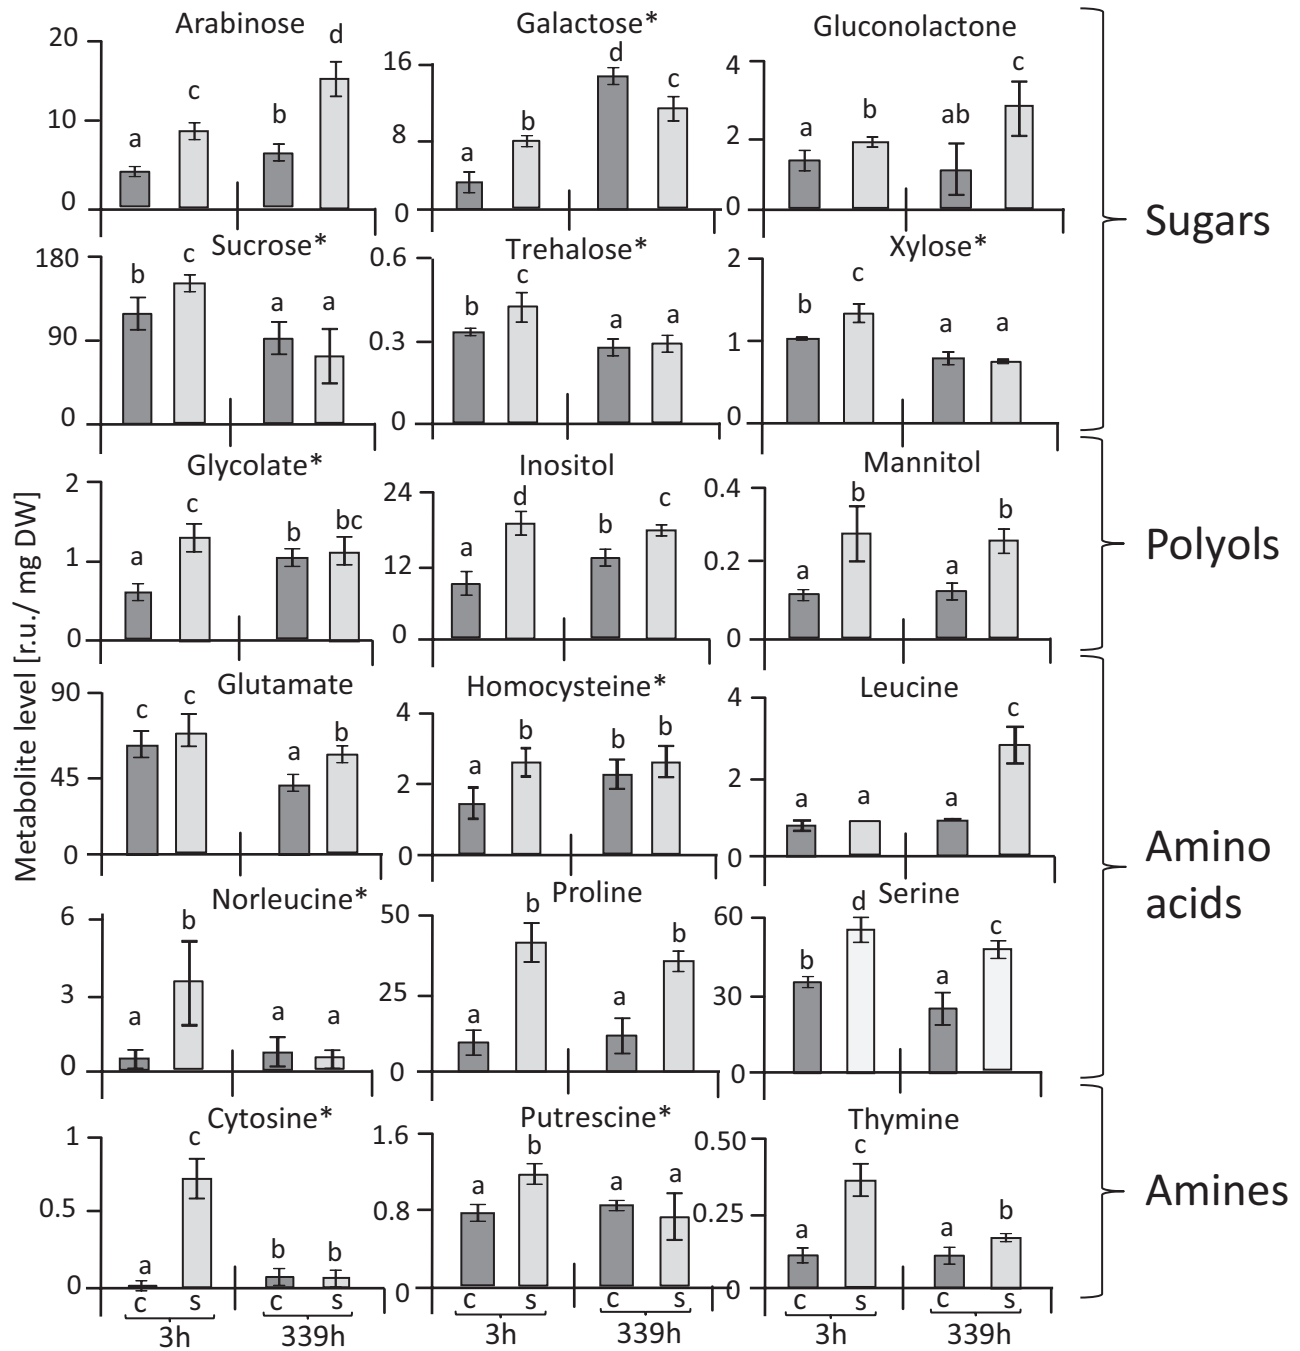 Metabolite level [r.u./ mg DW]
Arabinose
20
10
0
a
c
b
d
Galactose*
16
8
0
a
b
d
c
Gluconolactone
4
2
0
a
b
ab
c
Sugars
Sucrose*
180
90
0
b
c
a
a
Trehalose*
0.6
0.3
0
b
c
a
a
Xylose*
2
1
0
b
c
a
a
Glycolate*
2
1
0
a
c
b
bc
Inositol
24
12
0
a
d
b
c
Mannitol
0.4
0.2
0
a
b
a
b
Polyols
Glutamate
90
45
0
c
c
a
b
Homocysteine*
4
2
0
a
b
b
b
Leucine
4
2
0
a
a
a
c
Amino
acids
Norleucine*
6
3
0
a
b
a
a
Proline
50
25
0
a
b
a
b
Serine
60
30
0
b
d
a
c
Cytosine*
1
0.5
0
a
c
b
b
c s c s
3h 339h
Putrescine*
1.6
0.8
0
a
b
a
a
c s c s
3h 339h
Thymine
0.50
0.25
0
a
c
a
b
c s c s
3h 339h
Amines